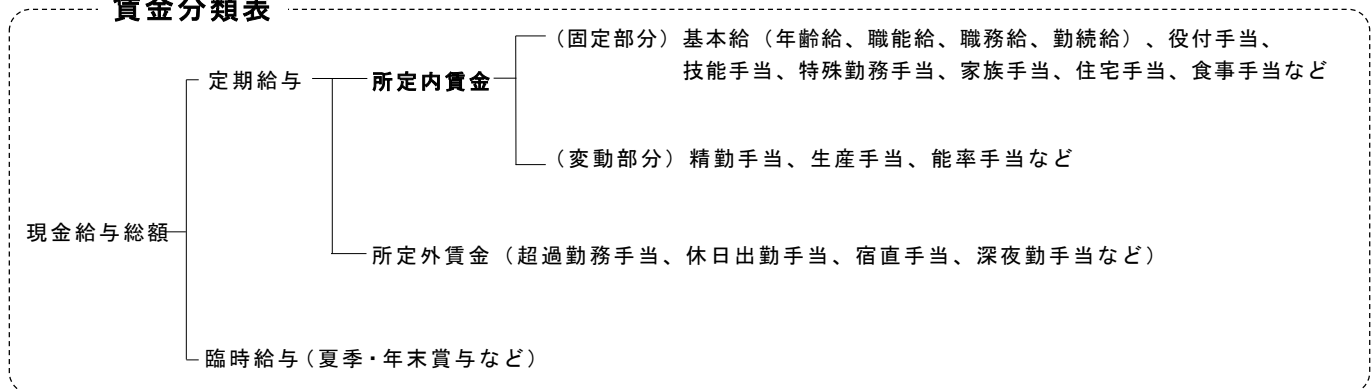 賃金分類表
(固定部分)基本給(年齢給、職能給、職務給、勤続給)、役付手当、
定期給与
所定内賃金
技能手当、特殊勤務手当、家族手当、住宅手当、食事手当など
(変動部分)精勤手当、生産手当、能率手当など
現金給与総額
所定外賃金(超過勤務手当、休日出勤手当、宿直手当、深夜勤手当など)
臨時給与(夏季・年末賞与など)